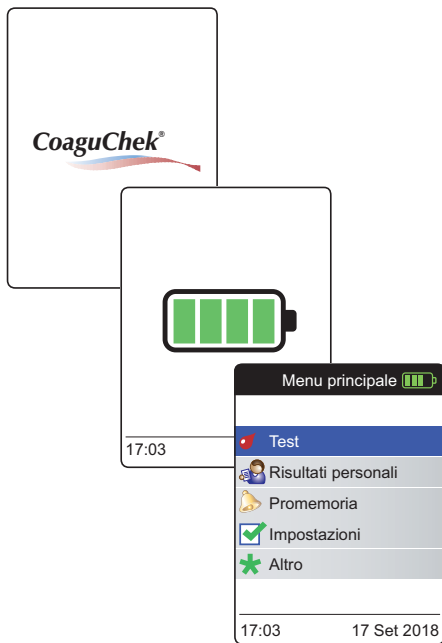 CoaguChek®
17:03
Menu principale
Test
Risultati personali
Promemoria
Impostazioni
Altro
17:03 17 Set 2018